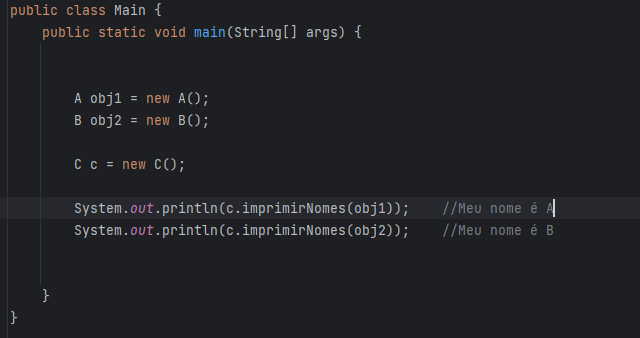 public class Main {
public static void main(String[] args) {
A obj1 = new A();
B obj2 = new B();
C c = new C();
System.out.println(c.imprimirNomes(obj1)); //Meu nome é A
System.out.println(c.imprimirNomes(obj2)); //Meu nome é B
}
}